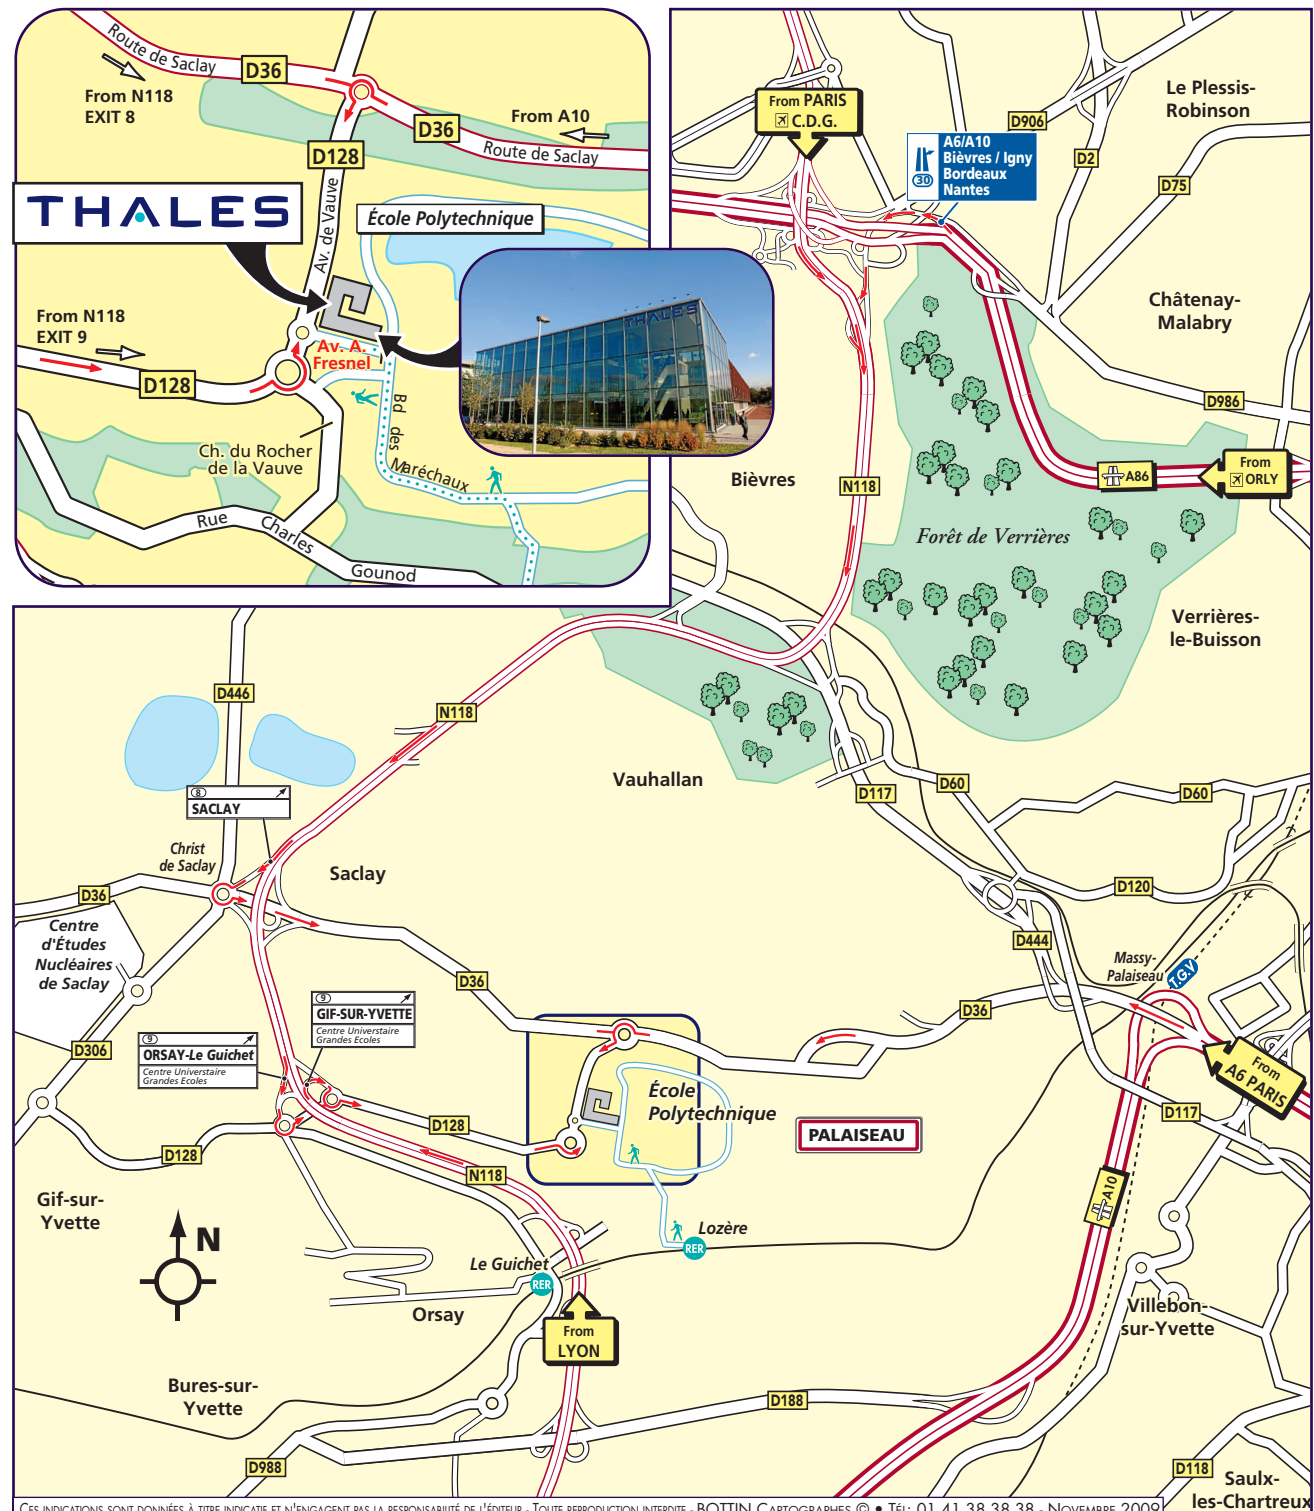 Route de Saclay
D36
From N118
EXIT 8
D36
From A10
Route de Saclay
D128
THALES
Av. de Vauve
École Polytechnique
THALES
From N118
EXIT 9
Av. A.
Fresnel
D128
Bd des Maréchaux
Ch. du Rocher
de la Vauve
Rue Charles Gounod
From PARIS
C.D.G.
30
A6/A10
Bièvres / Igny
Bordeaux
Nantes
D906
Le Plessis-
Robinson
D2
D75
Châtenay-
Malabry
D986
From
ORLY
A86
Bièvres
N118
Forêt de Verrières
Verrières-
le-Buisson
D446
N118
Vauhallan
8
SACLAY
D117
D60
D60
Christ
de Saclay
Saclay
D36
D120
Centre
d'Études
Nucléaires
de Saclay
D444
Massy-
Palaiseau
T.G.V
D36
D36
9
GIF-SUR-YVETTE
Centre Universtaire
Grandes Ecoles
9
ORSAY-Le Guichet
Centre Universtaire
Grandes Ecoles
D306
From
A6 PARIS
École
Polytechnique
D117
D128
PALAISEAU
D128
N118
A10
Gif-sur-
Yvette
N
Lozère
RER
Le Guichet
RER
Orsay
Villebon-
sur-Yvette
From
LYON
Bures-sur-
Yvette
D188
D988
D118
Saulx-
les-Chartreux
CES INDICATIONS SONT DONNÉES À TITRE INDICATIF ET N'ENGAGENT PAS LA RESPONSABILITÉ DE L'ÉDITEUR - TOUTE REPRODUCTION INTERDITE - BOTTIN CARTOGRAPHES © • TÉL: 01 41 38 38 38 - NOVEMBRE 2009